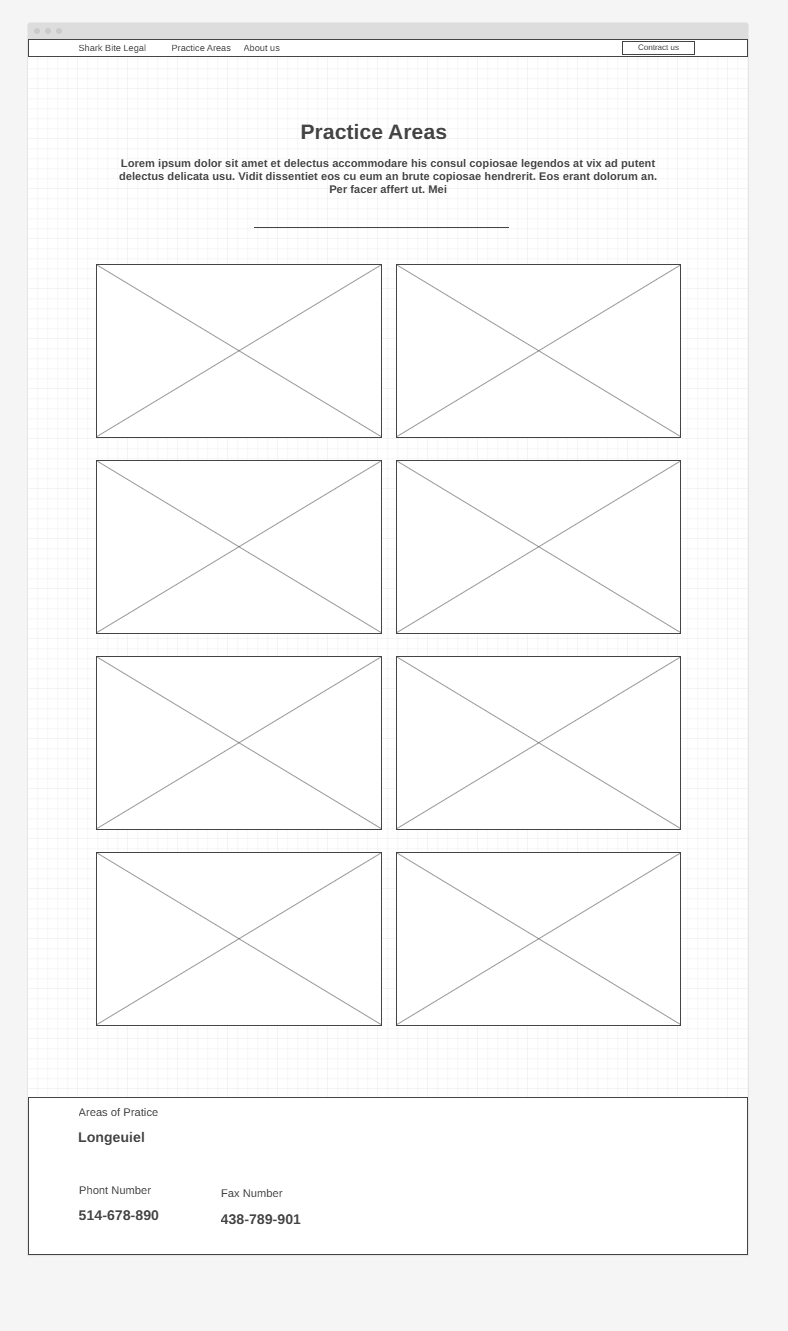 Shark Bite Legal Practice Areas About us Contract us
Practice Areas
Lorem ipsum dolor sit amet et delectus accommodare his consul copiosae legendos at vix ad putent
delectus delicata usu. Vidit dissentiet eos cu eum an brute copiosae hendrerit. Eos erant dolorum an.
Per facer affert ut. Mei
Areas of Pratice
Longeuiel
Phont Number Fax Number
514-678-890 438-789-901